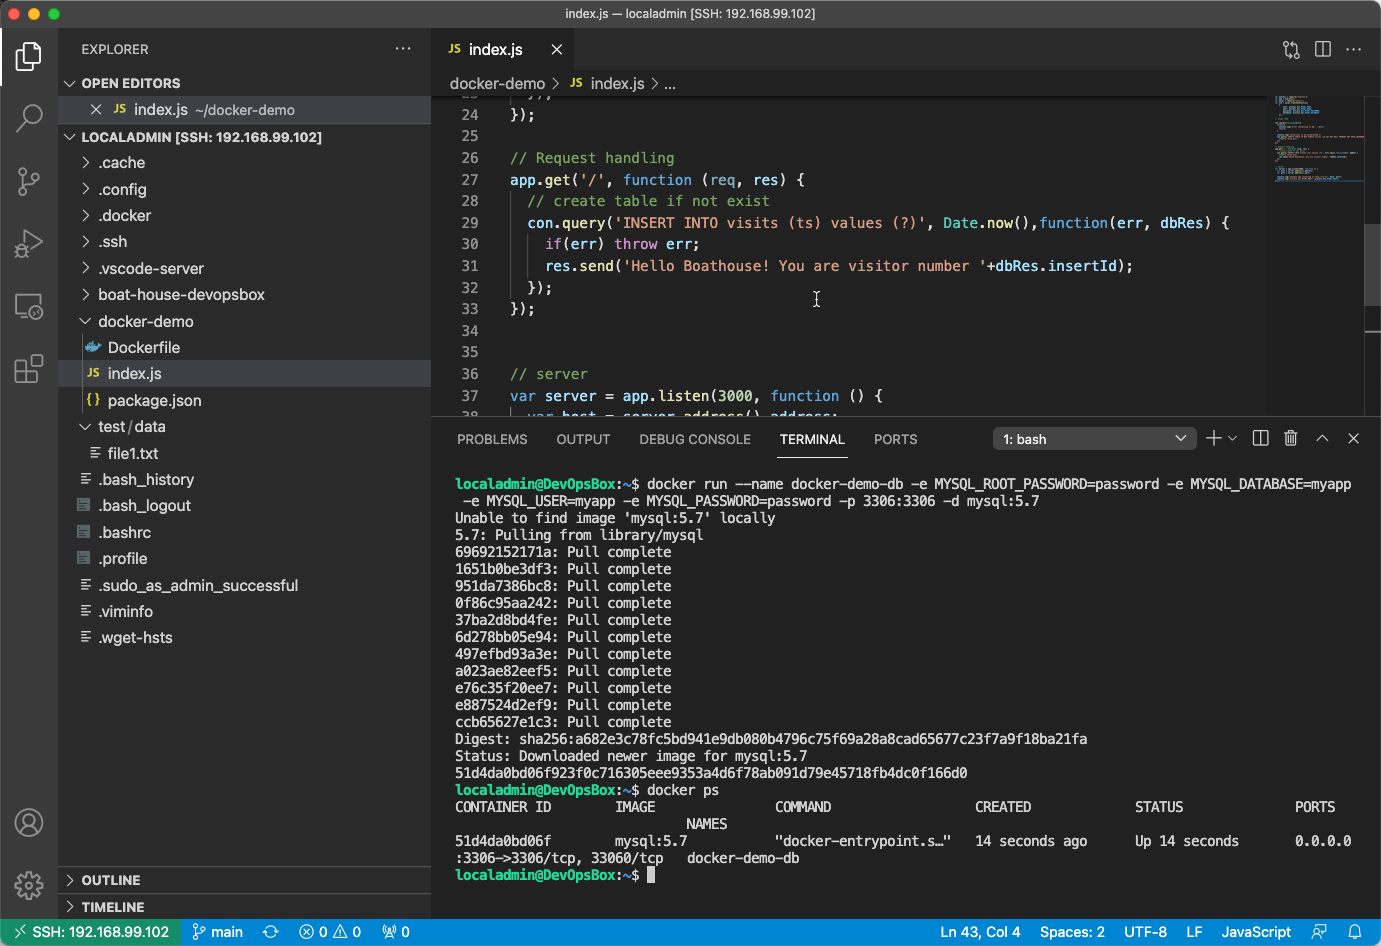 index.js — localadmin [SSH: 192.168.99.102]
EXPLORER
OPEN EDITORS
JS index.js ~/docker-demo
LOCALADMIN [SSH: 192.168.99.102]
.cache
.config
.docker
.ssh
.vscode-server
boat-house-devopsbox
docker-demo
Dockerfile
JS index.js
{} package.json
test/data
file1.txt
.bash_history
.bash_logout
.bashrc
.profile
.sudo_as_admin_successful
.viminfo
.wget-hsts
OUTLINE
TIMELINE
JS index.js
docker-demo > JS index.js > ...
24 });
25
26 // Request handling
27 app.get('/', function (req, res) {
28 // create table if not exist
29 con.query('INSERT INTO visits (ts) values (?)', Date.now(),function(err, dbRes) {
30 if(err) throw err;
31 res.send('Hello Boathouse! You are visitor number '+dbRes.insertId);
32 });
33 });
34
35
36 // server
37 var server = app.listen(3000, function () {
38 var host = server.address().address;
PROBLEMS OUTPUT DEBUG CONSOLE TERMINAL PORTS 1: bash
localadmin@DevOpsBox:~$ docker run --name docker-demo-db -e MYSQL_ROOT_PASSWORD=password -e MYSQL_DATABASE=myapp
-e MYSQL_USER=myapp -e MYSQL_PASSWORD=password -p 3306:3306 -d mysql:5.7
Unable to find image 'mysql:5.7' locally
5.7: Pulling from library/mysql
69692152171a: Pull complete
1651b0be3df3: Pull complete
951da7386bc8: Pull complete
0f86c95aa242: Pull complete
37ba2d8bd4fe: Pull complete
6d278bb05e94: Pull complete
497efbd93a3e: Pull complete
a023ae82eef5: Pull complete
e76c35f20ee7: Pull complete
e887524d2ef9: Pull complete
ccb65627e1c3: Pull complete
Digest: sha256:a682e3c78fc5bd941e9db080b4796c75f69a28a8cad65677c23f7a9f18ba21fa
Status: Downloaded newer image for mysql:5.7
51d4da0bd06f923f0c716305eee9353a4d6f78ab091d79e45718fb4dc0f166d0
localadmin@DevOpsBox:~$ docker ps
CONTAINER ID IMAGE COMMAND CREATED STATUS PORTS
NAMES
51d4da0bd06f mysql:5.7 "docker-entrypoint.s…" 14 seconds ago Up 14 seconds 0.0.0.0
:3306->3306/tcp, 33060/tcp docker-demo-db
localadmin@DevOpsBox:~$
SSH: 192.168.99.102 main 0 0 0 Ln 43, Col 4 Spaces: 2 UTF-8 LF JavaScript